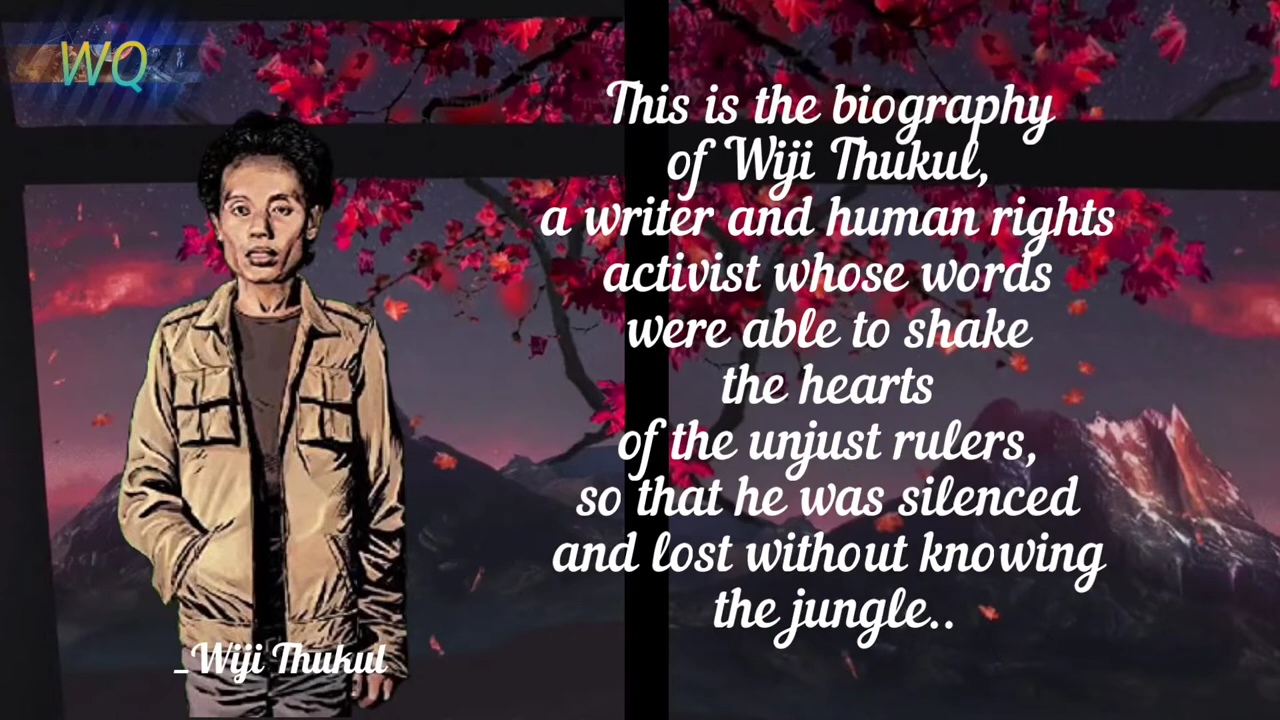 WQ
This is the biography
of Wiji Thukul,
a writer and human rights
activist whose words
were able to shake
the hearts
of the unjust rulers,
so that he was silenced
and lost without knowing
the jungle..
_Wiji Thukul